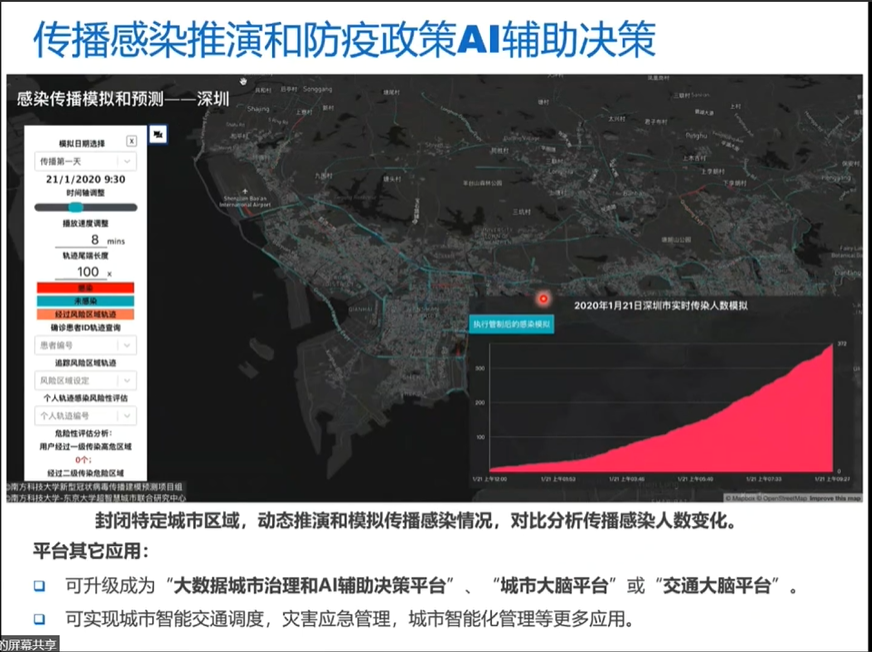 传播感染推演和防疫政策AI辅助决策
感染传播模拟和预测——深圳
模拟日期选择
x
传播第一天
21/1/2020 9:30
时间轴调整
播放速度调整
8 mins
轨迹尾端长度
100 x
感染
未感染
经过风险区域轨迹
确诊患者ID轨迹查询
患者编号
追踪风险区域轨迹
风险区域设定
个人轨迹感染风险性评估
个人轨迹编号
危险性评估分析:
用户经过一级传染高危区域
0个;
经过二级传染危险区域
Songgang
Shajing
Shenzhen Bao'an
International Airport
2020年1月21日深圳市实时传染人数模拟
执行管制后的感染模拟
372
300
200
100
0
©南方科技大学新型冠状病毒传播建模预测项目组
©南方科技大学-东京大学超智慧城市联合研究中心
© Mapbox © OpenStreetMap Improve this map
封闭特定城市区域，动态推演和模拟传播感染情况，对比分析传播感染人数变化。
平台其它应用：
可升级成为“大数据城市治理和AI辅助决策平台”、“城市大脑平台”或“交通大脑平台”。
可实现城市智能交通调度，灾害应急管理，城市智能化管理等更多应用。
的屏幕共享